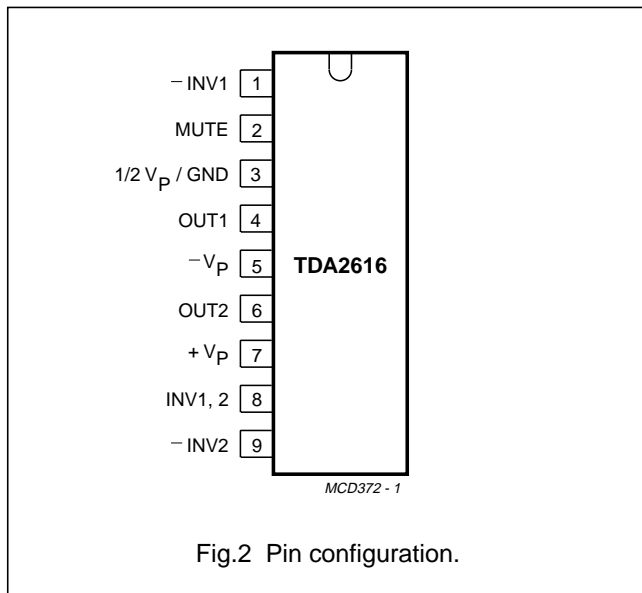 −INV1 1
MUTE 2
1/2 VP / GND 3
OUT1 4
−VP 5
TDA2616
OUT2 6
+VP 7
INV1, 2 8
−INV2 9
MCD372 - 1
Fig.2 Pin configuration.